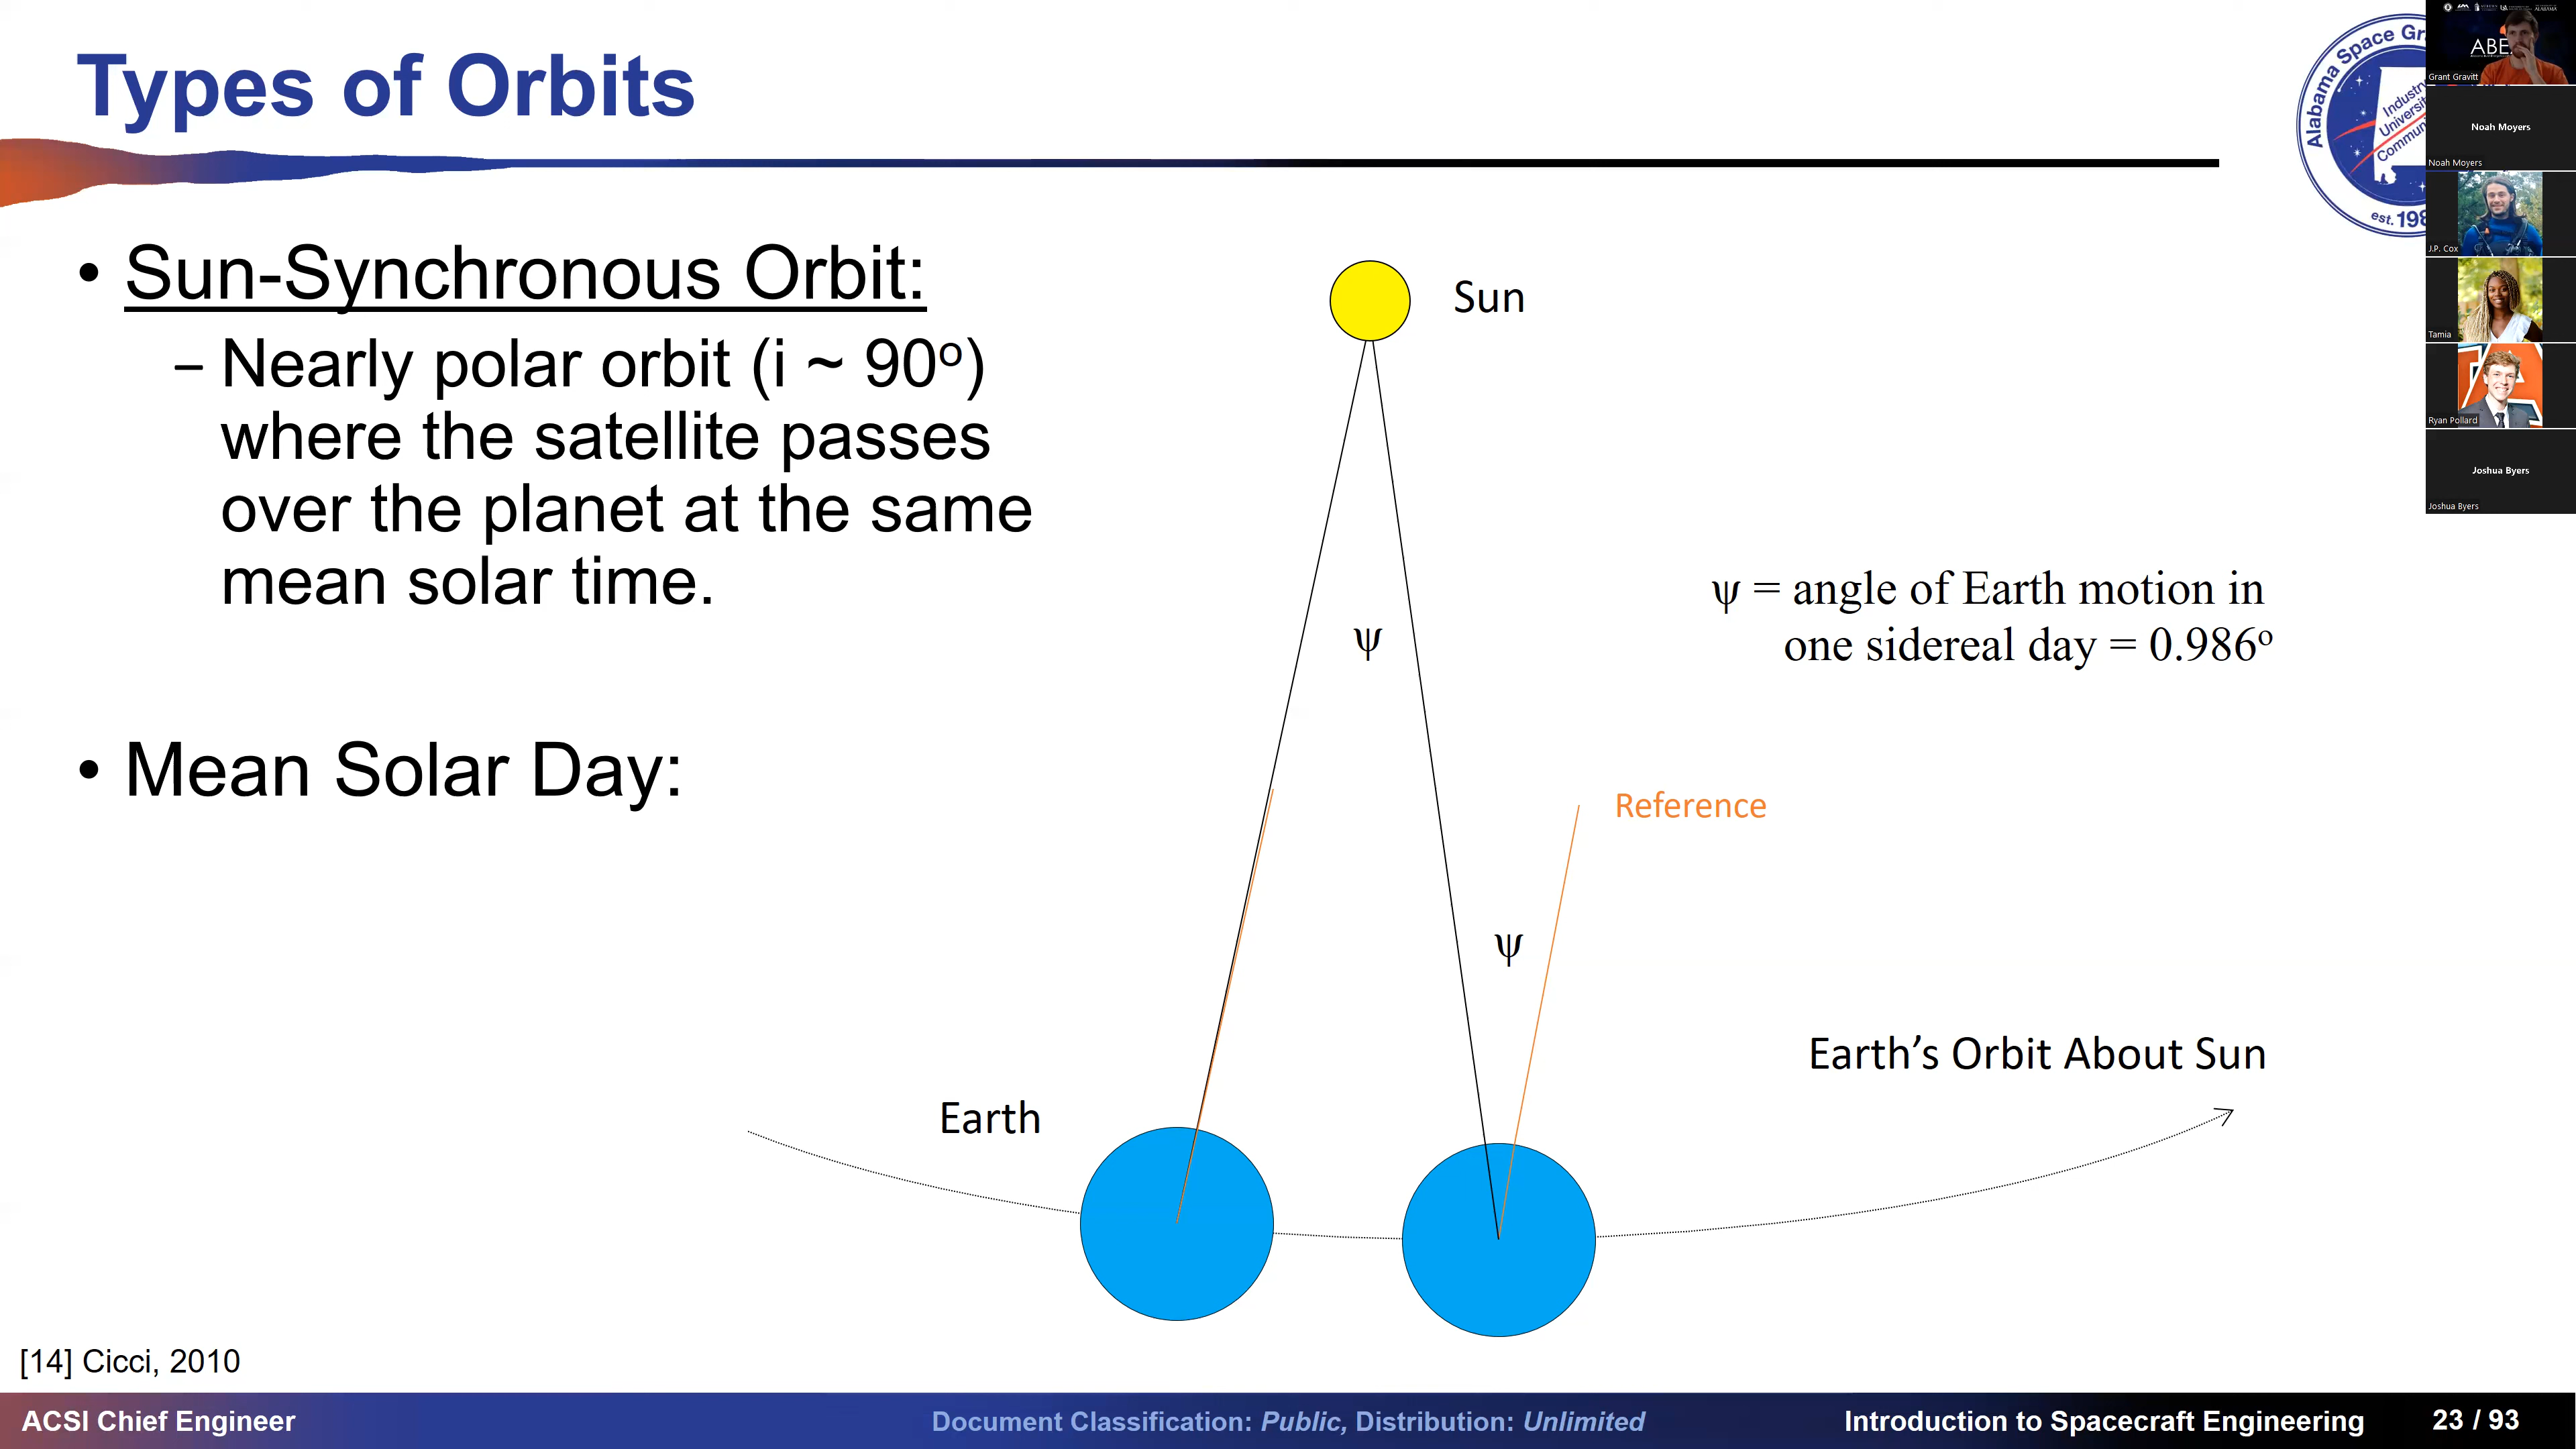 Types of Orbits
• Sun-Synchronous Orbit:
– Nearly polar orbit (i ~ 90º)
where the satellite passes
over the planet at the same
mean solar time.
• Mean Solar Day:
Sun
ψ
ψ = angle of Earth motion in
one sidereal day = 0.986º
Reference
ψ
Earth's Orbit About Sun
Earth
[14] Cicci, 2010
ACSI Chief Engineer
Document Classification: Public, Distribution: Unlimited
Introduction to Spacecraft Engineering
23 / 93
Alabama Space Gr
est. 198
ABE
Grant Gravitt
Noah Moyers
Noah Moyers
J.P. Cox
Tamia
Ryan Pollard
Joshua Byers
Joshua Byers